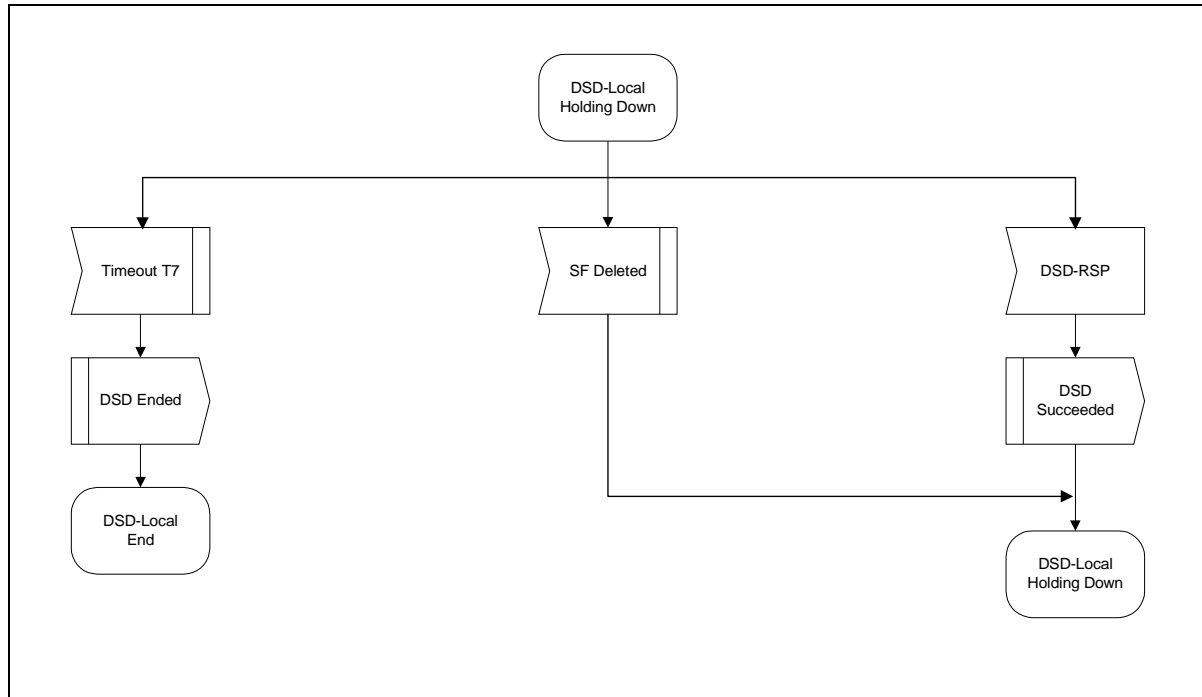 DSD-Local
Holding Down
Timeout T7
SF Deleted
DSD-RSP
DSD Ended
DSD
Succeeded
DSD-Local
End
DSD-Local
Holding Down